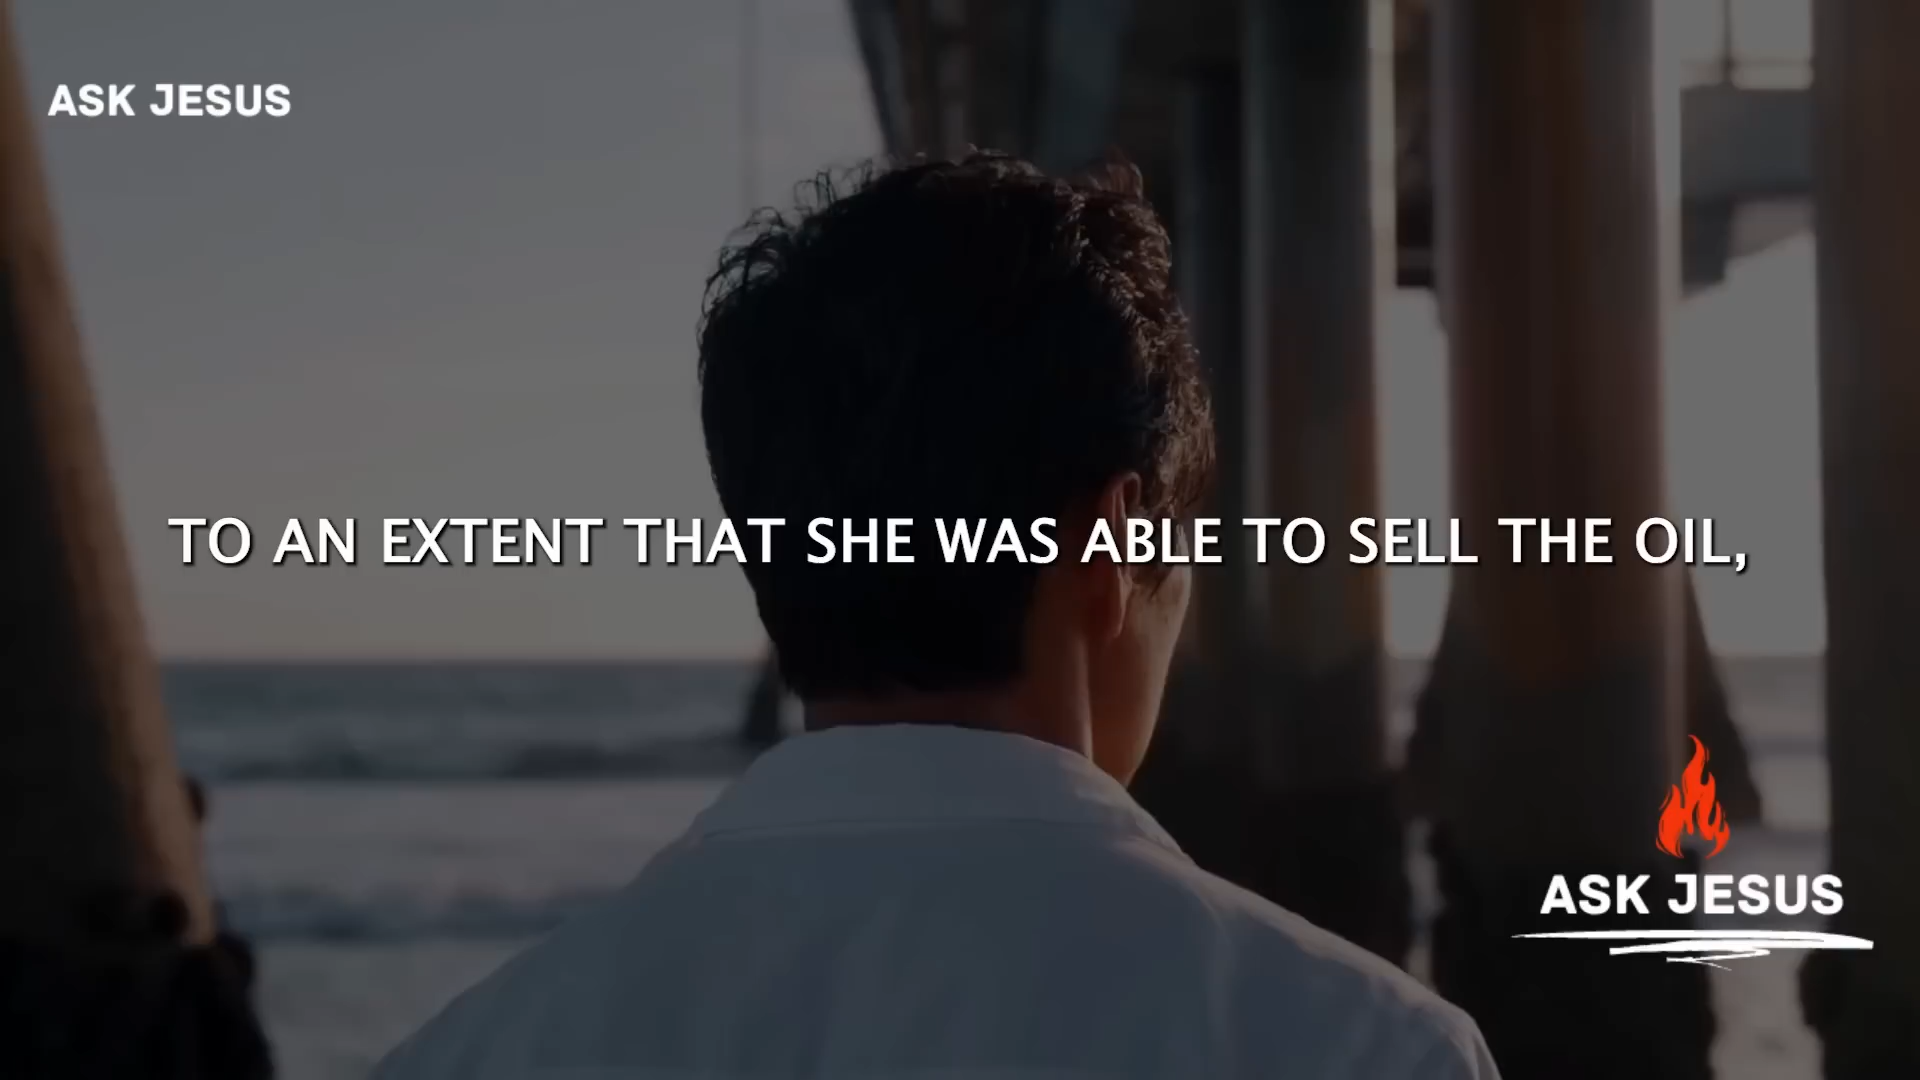 ASK JESUS
TO AN EXTENT THAT SHE WAS ABLE TO SELL THE OIL,
ASK JESUS